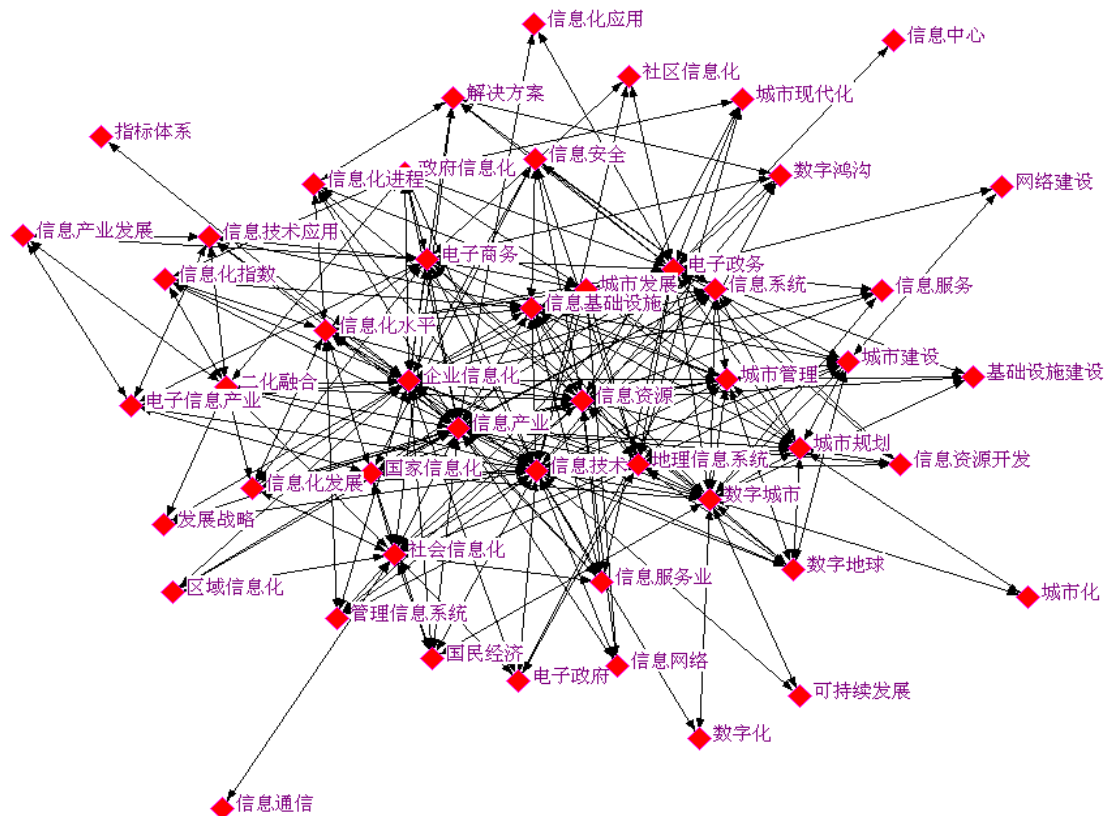 信息化应用
信息中心
社区信息化
解决方案
城市现代化
指标体系
信息安全
政府信息化
数字鸿沟
信息化进程
网络建设
信息产业发展
信息技术应用
电子商务
电子政务
信息化指数
城市发展
信息系统
信息服务
信息基础设施
信息化水平
城市建设
二化融合
企业信息化
城市管理
基础设施建设
电子信息产业
信息资源
信息产业
城市规划
国家信息化
信息技术
地理信息系统
信息资源开发
信息化发展
数字城市
发展战略
社会信息化
数字地球
信息服务业
区域信息化
城市化
管理信息系统
国民经济
信息网络
电子政府
可持续发展
数字化
信息通信